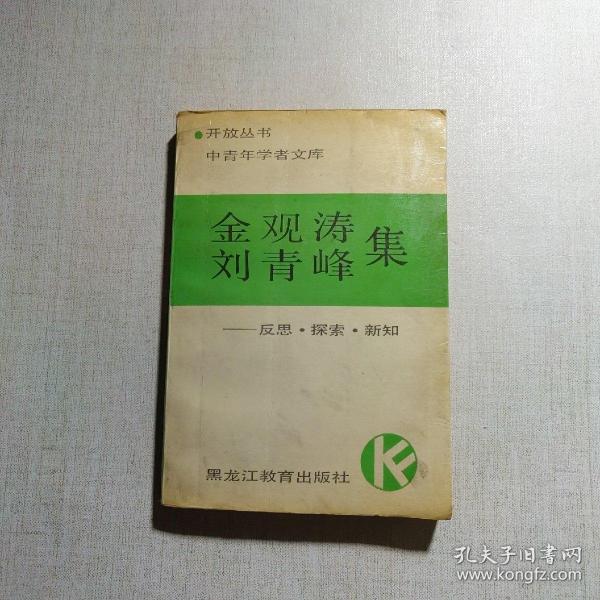 ●开放丛书
中青年学者文库
金观涛
刘青峰 集
——反思·探索·新知
黑龙江教育出版社
KF
孔夫子旧书网
www.kongfz.com